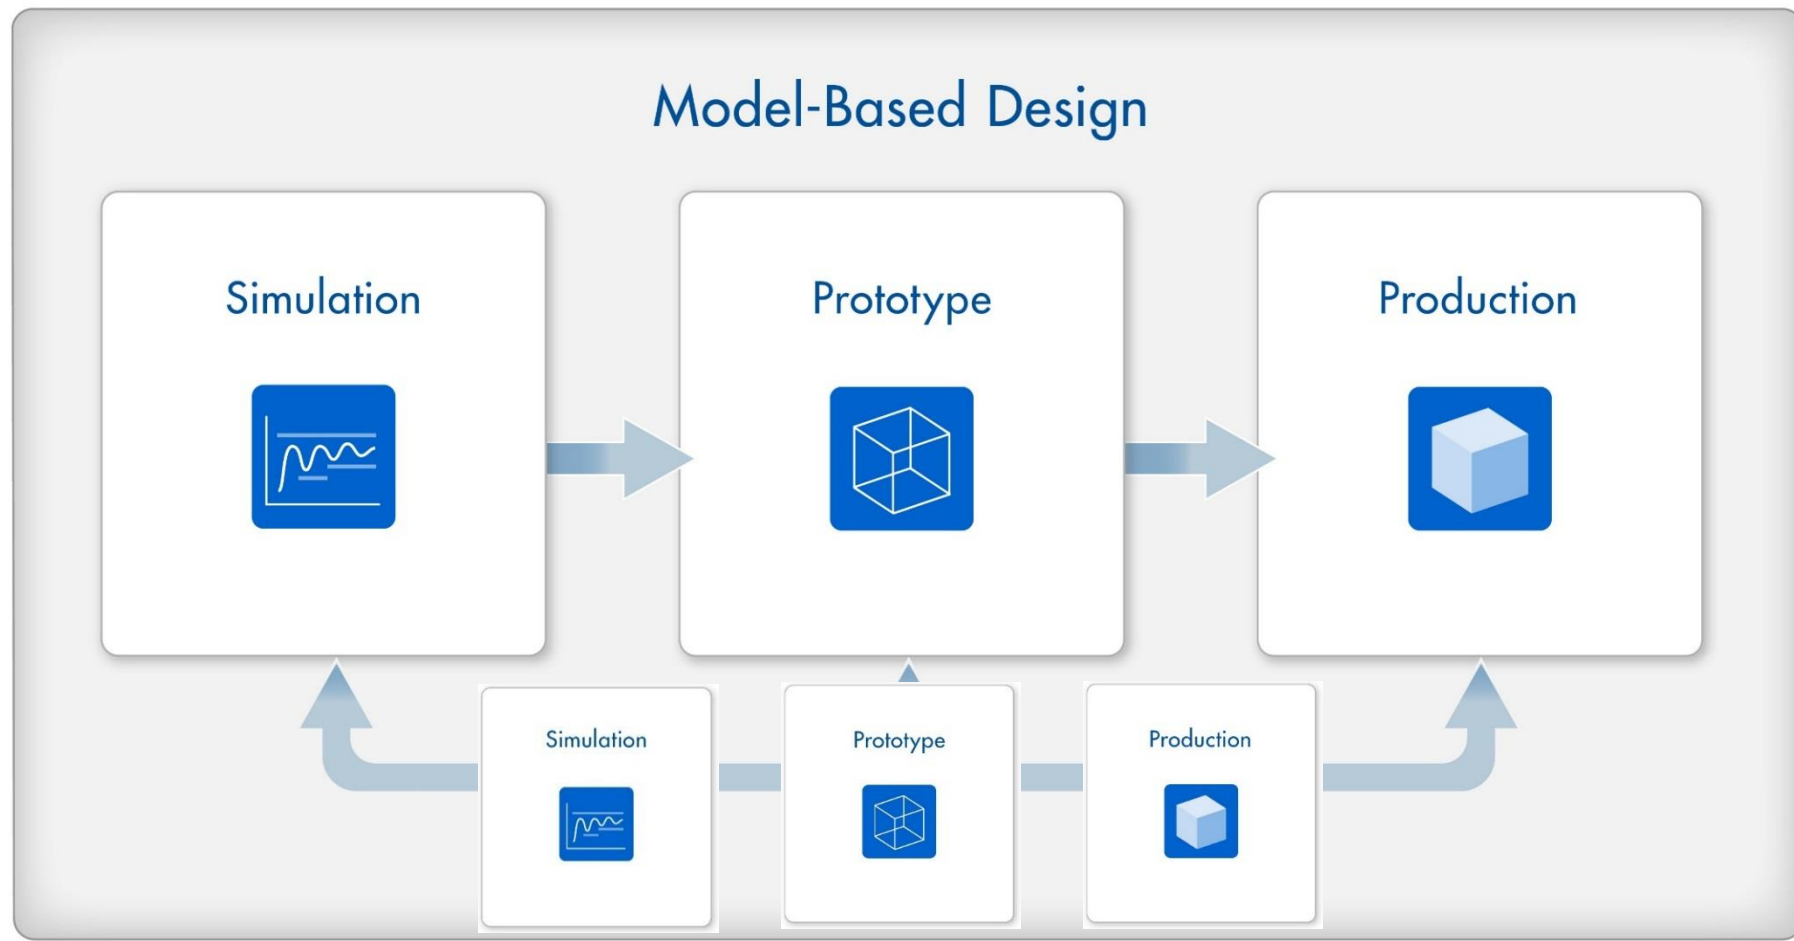 Model-Based Design
Simulation
Prototype
Production
Simulation
Prototype
Production